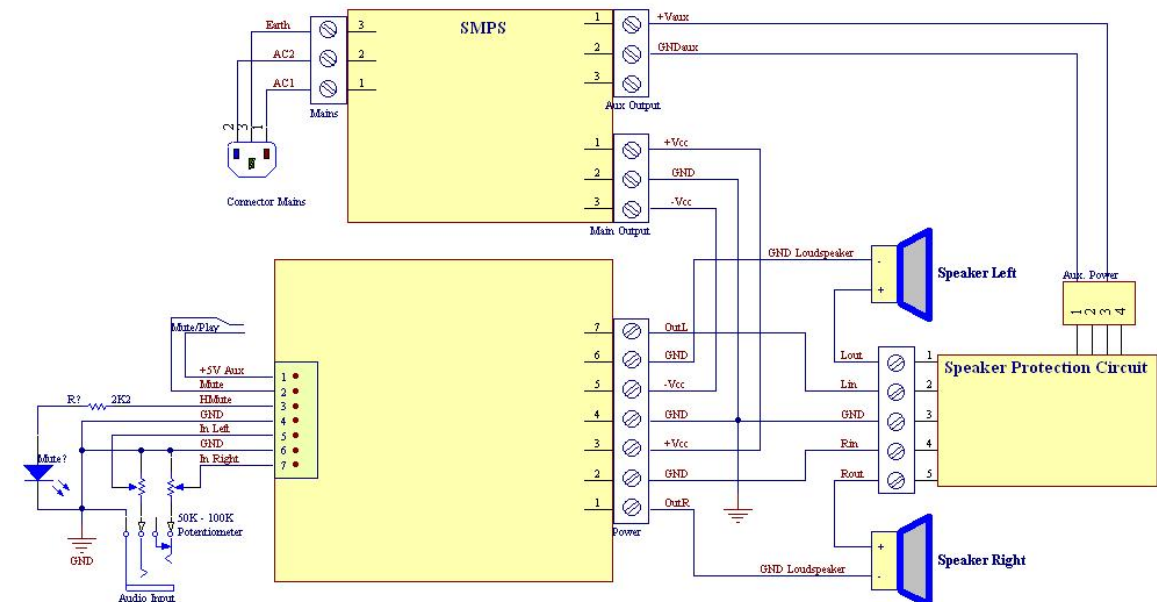 SMPS
Earth
AC2
AC1
3
2
1
Mains
2
3
1
Connector Mains
1
2
3
+Vaux
GNDaux
Aux Output
1
2
3
+Vcc
GND
-Vcc
Main Output
GND Loudspeaker
-
+
Speaker Left
Aux. Power
1
2
3
4
Mute/Play
+5V Aux
Mute
HMute
GND
In Left
GND
In Right
1
2
3
4
5
6
7
R?
2K2
Mute?
50K - 100K
Potentiometer
GND
Audio Input
7
6
5
4
3
2
1
OutL
GND
-Vcc
GND
+Vcc
GND
OutR
Power
Lout
Lin
GND
Rin
Rout
1
2
3
4
5
Speaker Protection Circuit
+
-
GND Loudspeaker
Speaker Right